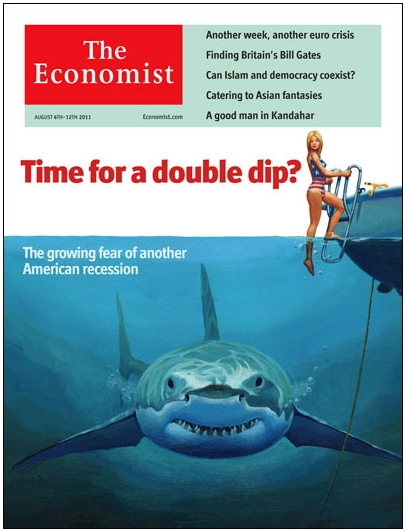 The
Economist
AUGUST 6TH–12TH 2011
Economist.com
Another week, another euro crisis
Finding Britain's Bill Gates
Can Islam and democracy coexist?
Catering to Asian fantasies
A good man in Kandahar
Time for a double dip?
The growing fear of another
American recession